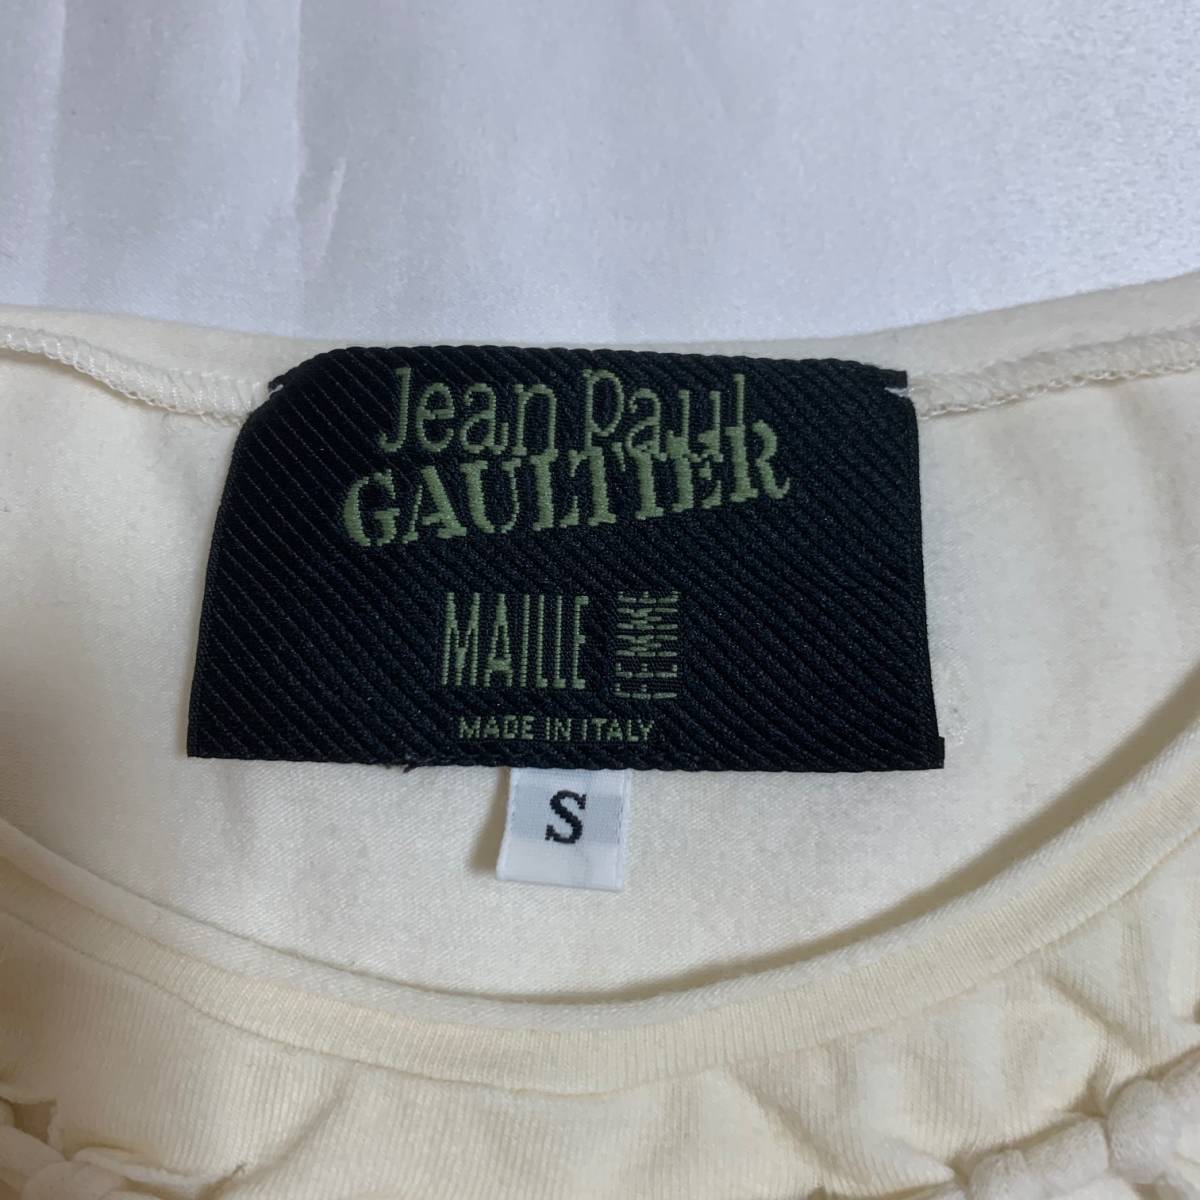 Jean Paul
GAULTIER
MAILLE FEMME
MADE IN ITALY
S